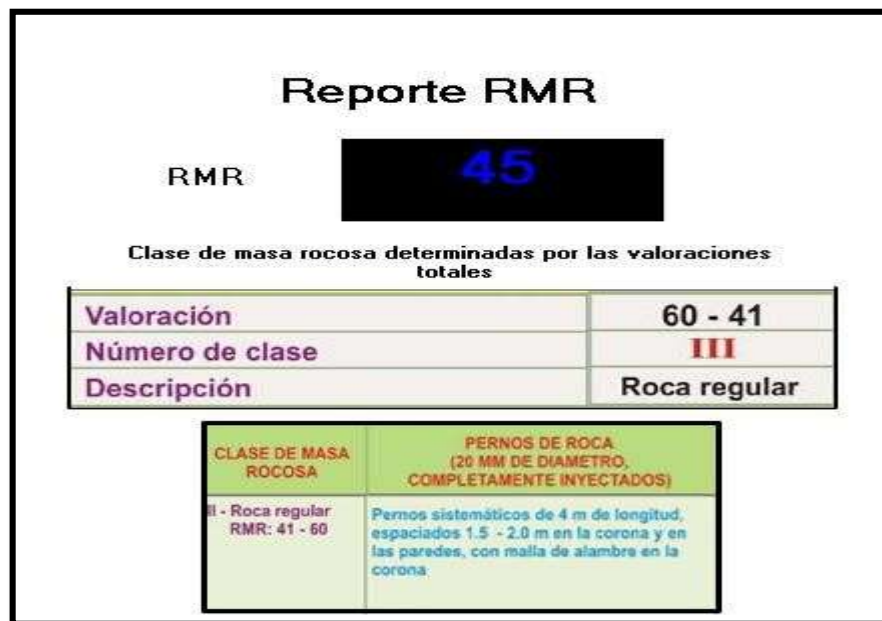 Reporte RMR
RMR 45
Clase de masa rocosa determinadas por las valoraciones
totales
Valoración 60 - 41
Número de clase III
Descripción Roca regular
CLASE DE MASA
ROCOSA
PERNOS DE ROCA
(20 MM DE DIAMETRO,
COMPLETAMENTE INYECTADOS)
II - Roca regular
RMR: 41 - 60
Pernos sistemáticos de 4 m de longitud,
espaciados 1.5 - 2.0 m en la corona y en
las paredes, con malla de alambre en la
corona